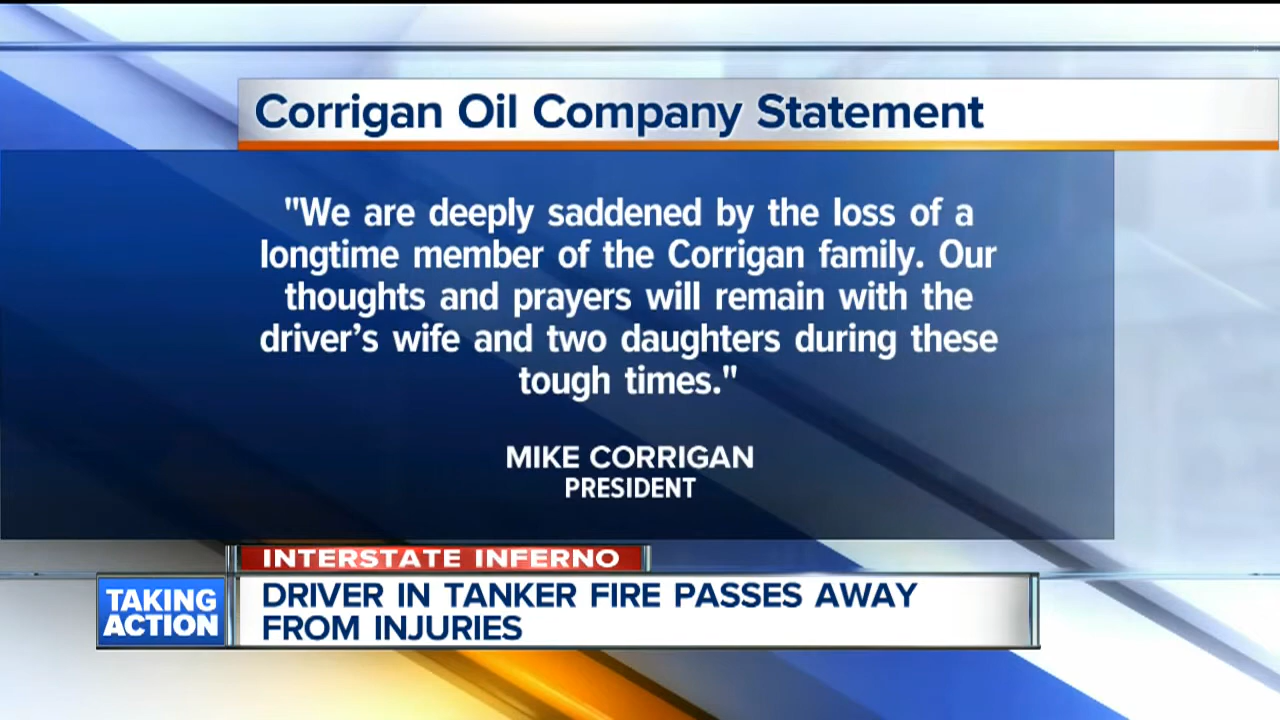 Corrigan Oil Company Statement
"We are deeply saddened by the loss of a
longtime member of the Corrigan family. Our
thoughts and prayers will remain with the
driver’s wife and two daughters during these
tough times."
MIKE CORRIGAN
PRESIDENT
INTERSTATE INFERNO
TAKING
ACTION
DRIVER IN TANKER FIRE PASSES AWAY
FROM INJURIES